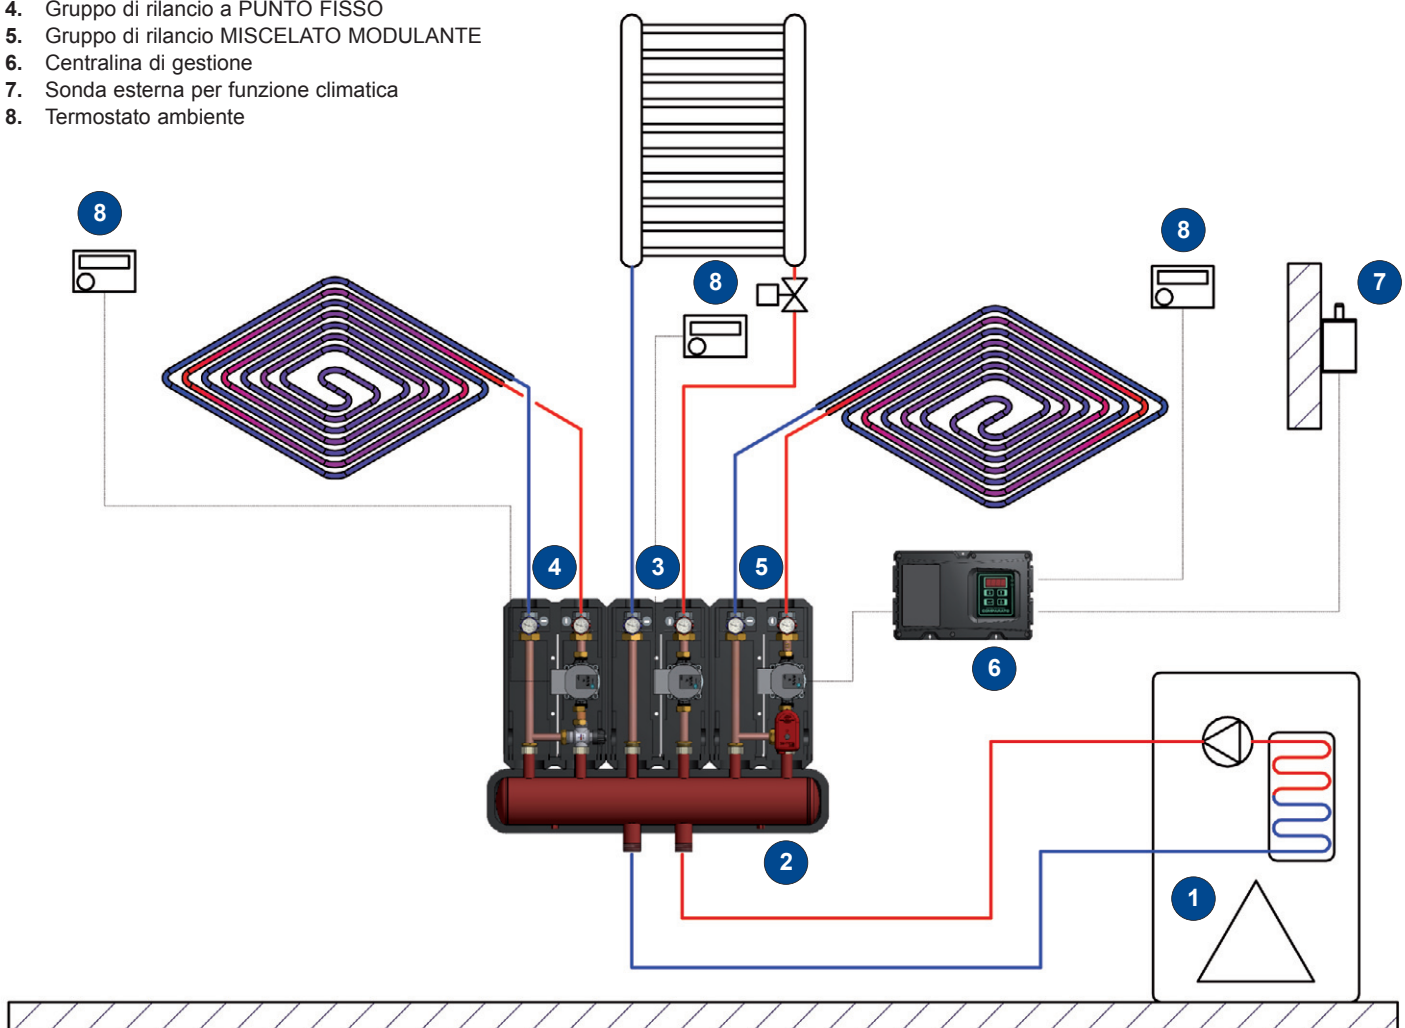 4. Gruppo di rilancio a PUNTO FISSO
5. Gruppo di rilancio MISCELATO MODULANTE
6. Centralina di gestione
7. Sonda esterna per funzione climatica
8. Termostato ambiente
8
8
8
7
4
3
5
6
2
1